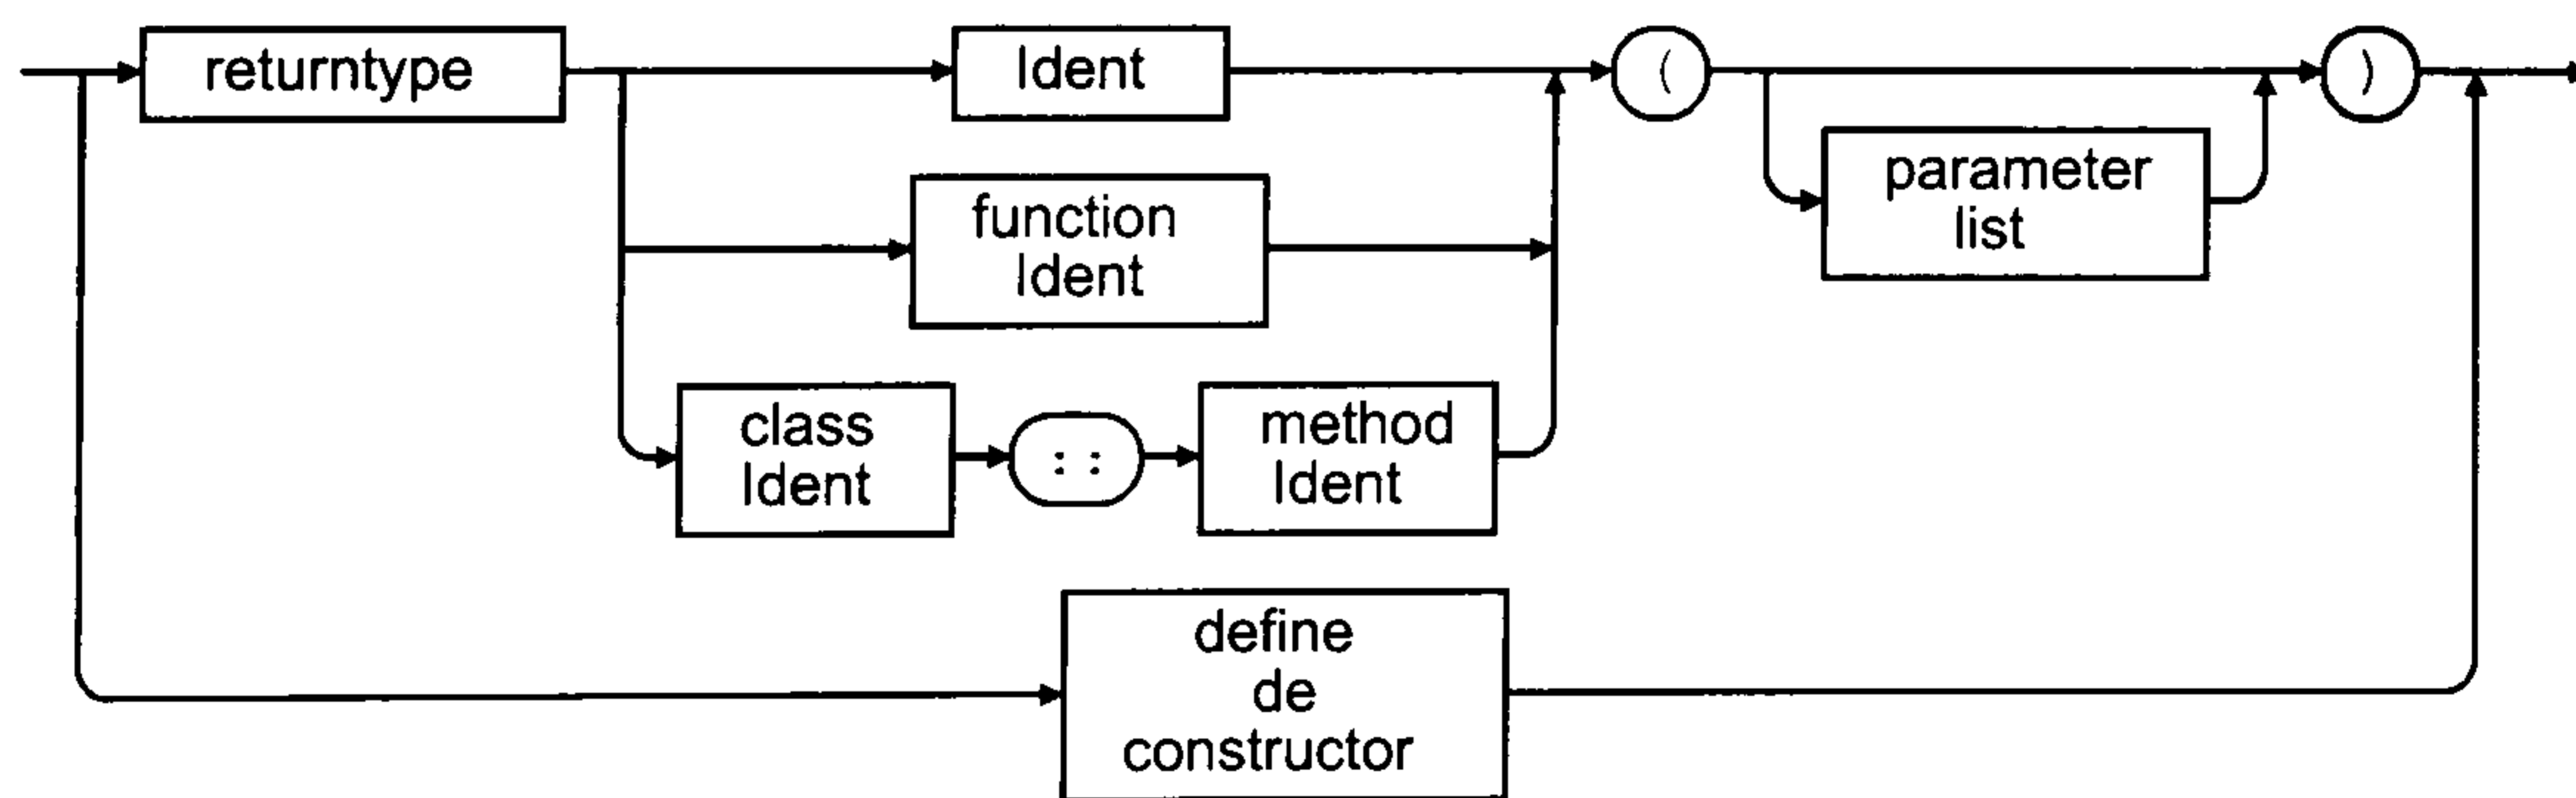 returntype
Ident
(
)
parameter
list
function
Ident
class
Ident
::
method
Ident
define
de
constructor